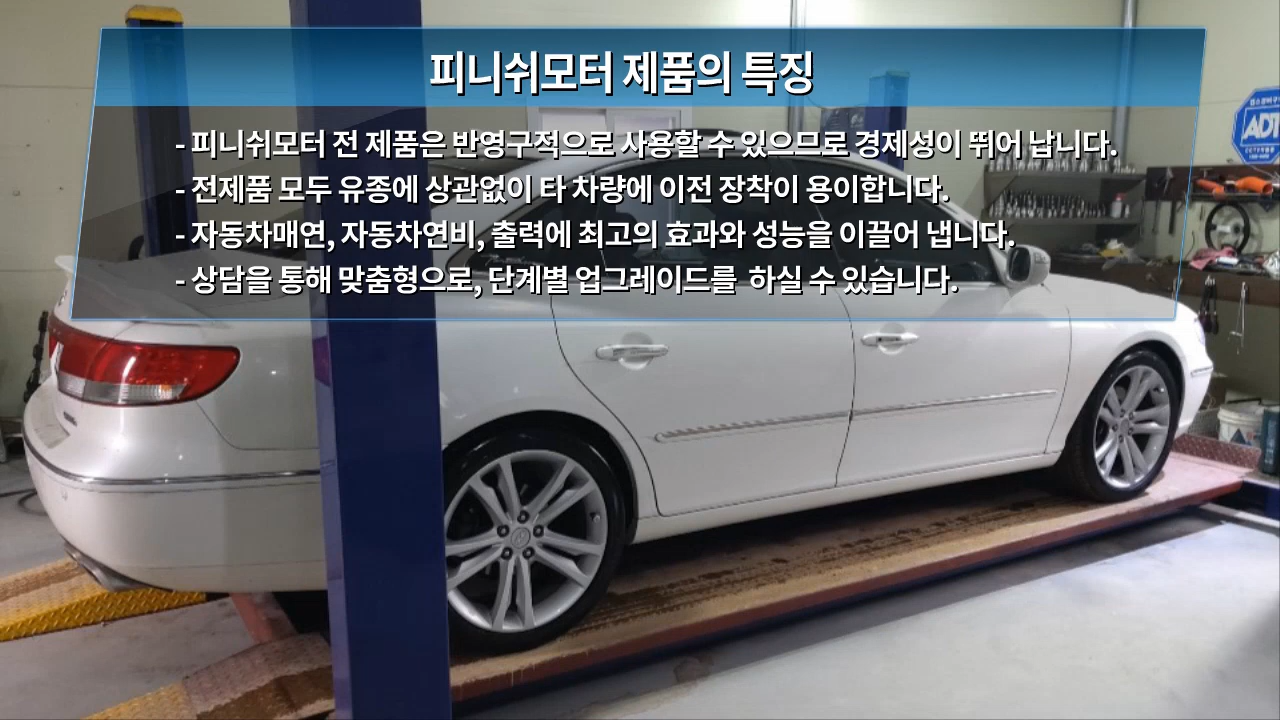 피니쉬모터 제품의 특징
- 피니쉬모터 전 제품은 반영구적으로 사용할 수 있으므로 경제성이 뛰어 납니다.
- 전제품 모두 유종에 상관없이 타 차량에 이전 장착이 용이합니다.
- 자동차매연, 자동차연비, 출력에 최고의 효과와 성능을 이끌어 냅니다.
- 상담을 통해 맞춤형으로, 단계별 업그레이드를 하실 수 있습니다.
ADT